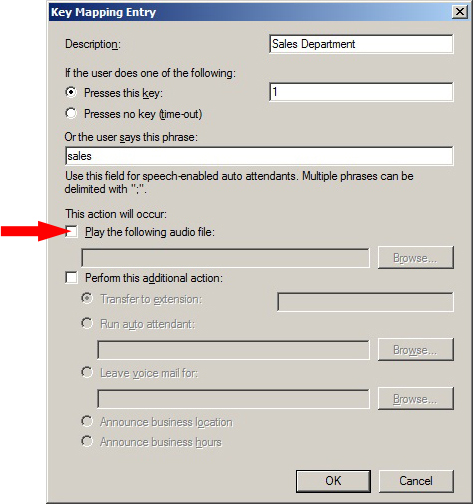 Key Mapping Entry
Description: Sales Department
If the user does one of the following:
Presses this key: 1
Presses no key (time-out)
Or the user says this phrase:
sales
Use this field for speech-enabled auto attendants. Multiple phrases can be
delimited with ";".
This action will occur:
Play the following audio file:
Browse...
Perform this additional action:
Transfer to extension:
Run auto attendant:
Browse...
Leave voice mail for:
Browse...
Announce business location
Announce business hours
OK Cancel